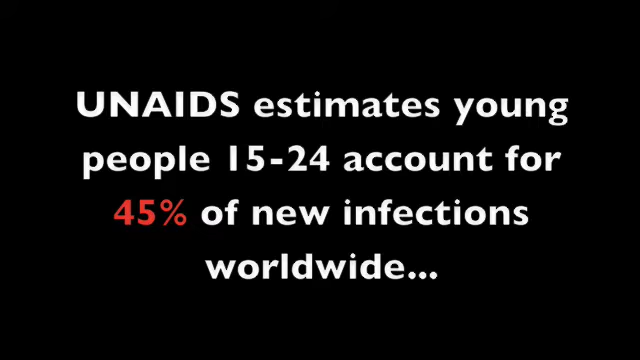 UNAIDS estimates young
people 15-24 account for
45% of new infections
worldwide...